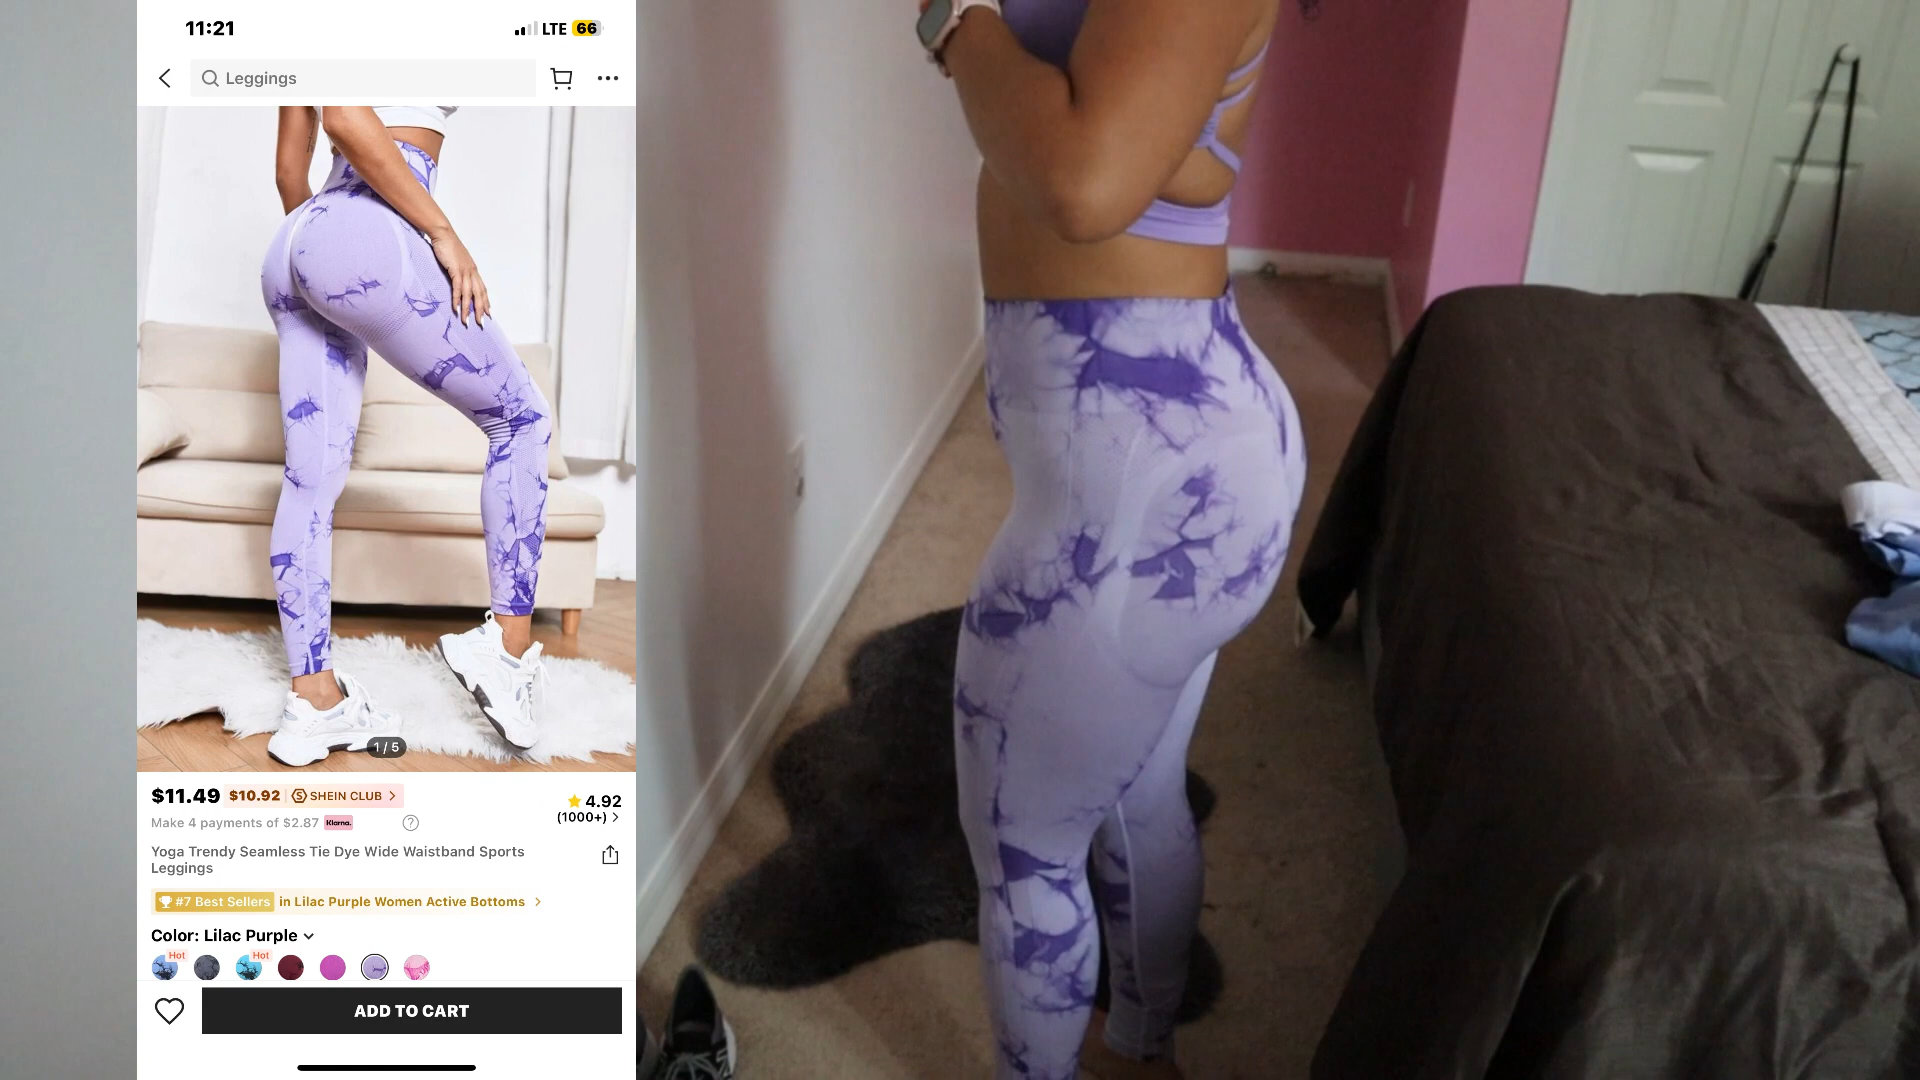 11:21
LTE 66
Leggings
1 / 5
$11.49 $10.92 SHEIN CLUB
4.92
(1000+)
Make 4 payments of $2.87 Klarna.
Yoga Trendy Seamless Tie Dye Wide Waistband Sports
Leggings
#7 Best Sellers in Lilac Purple Women Active Bottoms
Color: Lilac Purple
Hot
Hot
ADD TO CART